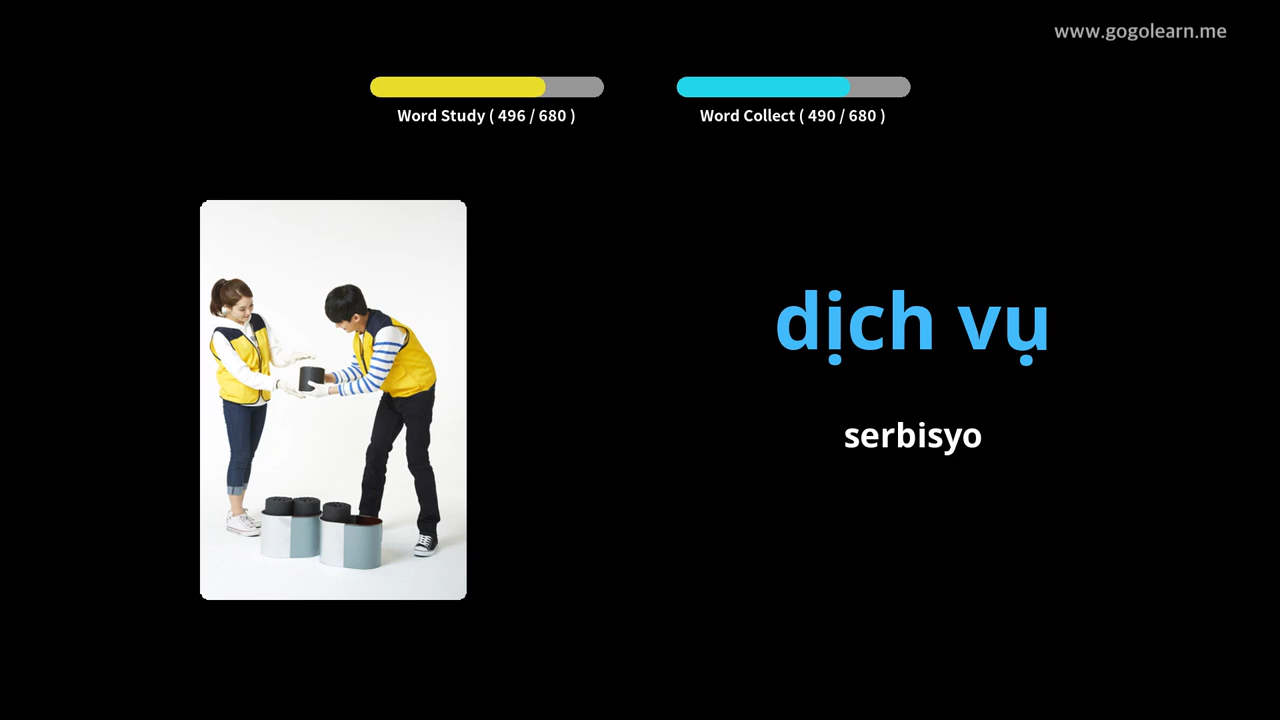 www.gogolearn.me
Word Study ( 496 / 680 )
Word Collect ( 490 / 680 )
dịch vụ
serbisyo